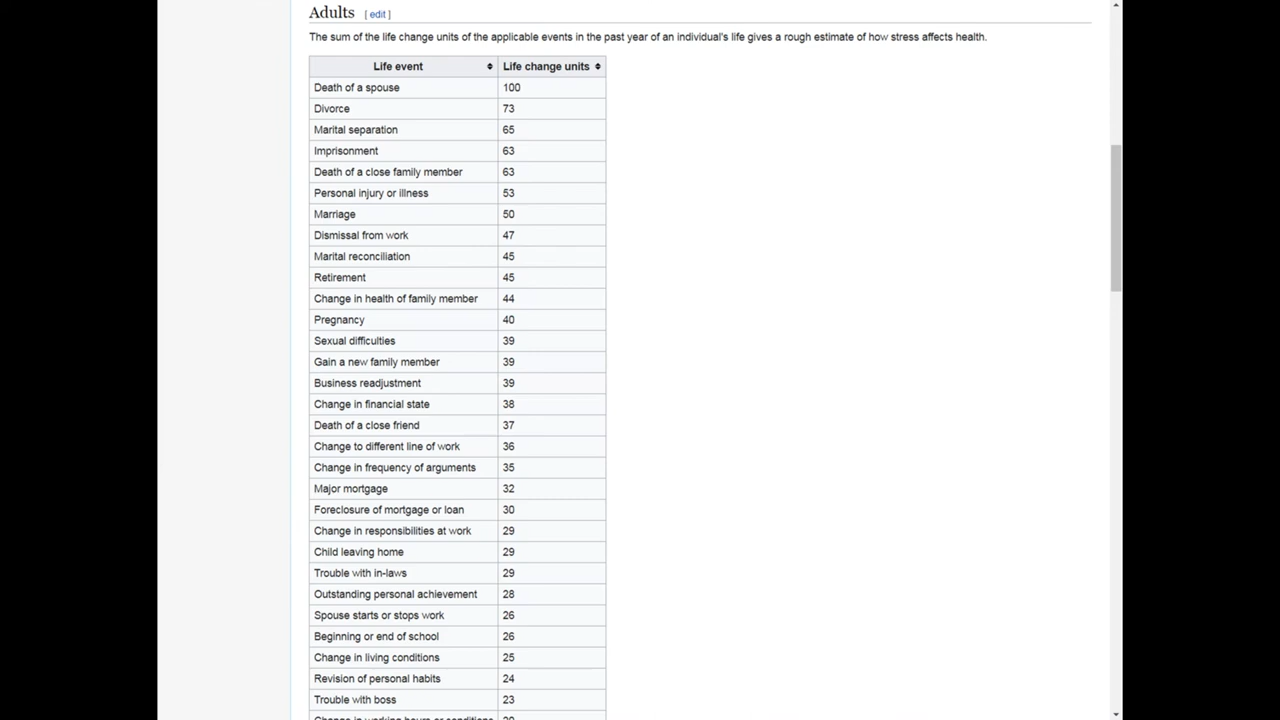 Adults [ edit ]
The sum of the life change units of the applicable events in the past year of an individual's life gives a rough estimate of how stress affects health.
Life event Life change units
Death of a spouse 100
Divorce 73
Marital separation 65
Imprisonment 63
Death of a close family member 63
Personal injury or illness 53
Marriage 50
Dismissal from work 47
Marital reconciliation 45
Retirement 45
Change in health of family member 44
Pregnancy 40
Sexual difficulties 39
Gain a new family member 39
Business readjustment 39
Change in financial state 38
Death of a close friend 37
Change to different line of work 36
Change in frequency of arguments 35
Major mortgage 32
Foreclosure of mortgage or loan 30
Change in responsibilities at work 29
Child leaving home 29
Trouble with in-laws 29
Outstanding personal achievement 28
Spouse starts or stops work 26
Beginning or end of school 26
Change in living conditions 25
Revision of personal habits 24
Trouble with boss 23
Change in working hours or conditions 20